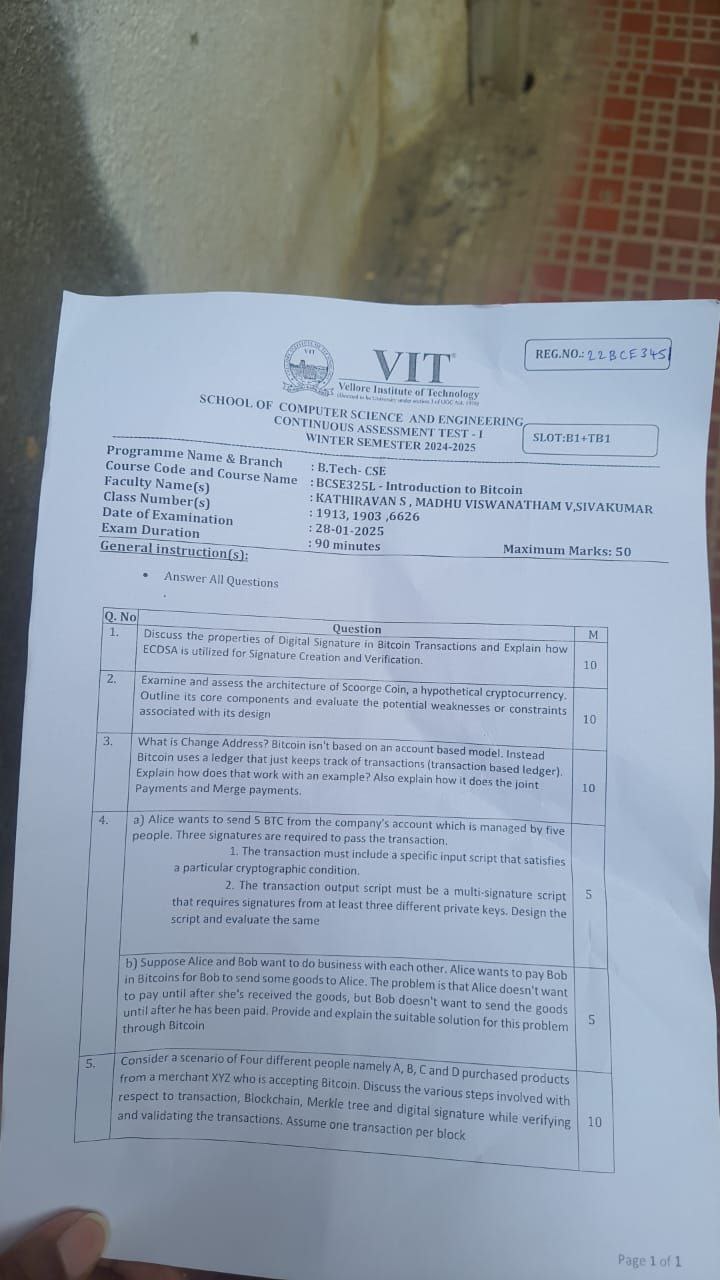 VIT
Vellore Institute of Technology
(Deemed to be University under section 3 of UGC Act, 1956)
REG.NO.: 22BCE3451
SCHOOL OF COMPUTER SCIENCE AND ENGINEERING
CONTINUOUS ASSESSMENT TEST - I
WINTER SEMESTER 2024-2025
SLOT:B1+TB1
Programme Name & Branch : B.Tech- CSE
Course Code and Course Name : BCSE325L - Introduction to Bitcoin
Faculty Name(s) : KATHIRAVAN S , MADHU VISWANATHAM V,SIVAKUMAR
Class Number(s) : 1913, 1903 ,6626
Date of Examination : 28-01-2025
Exam Duration : 90 minutes Maximum Marks: 50
General instruction(s):
• Answer All Questions
Q. No Question M
1. Discuss the properties of Digital Signature in Bitcoin Transactions and Explain how
ECDSA is utilized for Signature Creation and Verification. 10
2. Examine and assess the architecture of Scoorge Coin, a hypothetical cryptocurrency.
Outline its core components and evaluate the potential weaknesses or constraints
associated with its design 10
3. What is Change Address? Bitcoin isn't based on an account based model. Instead
Bitcoin uses a ledger that just keeps track of transactions (transaction based ledger).
Explain how does that work with an example? Also explain how it does the joint
Payments and Merge payments. 10
4. a) Alice wants to send 5 BTC from the company's account which is managed by five
people. Three signatures are required to pass the transaction.
1. The transaction must include a specific input script that satisfies
a particular cryptographic condition.
2. The transaction output script must be a multi-signature script
that requires signatures from at least three different private keys. Design the
script and evaluate the same 5
b) Suppose Alice and Bob want to do business with each other. Alice wants to pay Bob
in Bitcoins for Bob to send some goods to Alice. The problem is that Alice doesn't want
to pay until after she's received the goods, but Bob doesn't want to send the goods
until after he has been paid. Provide and explain the suitable solution for this problem
through Bitcoin 5
5. Consider a scenario of Four different people namely A, B, C and D purchased products
from a merchant XYZ who is accepting Bitcoin. Discuss the various steps involved with
respect to transaction, Blockchain, Merkle tree and digital signature while verifying
and validating the transactions. Assume one transaction per block 10
Page 1 of 1